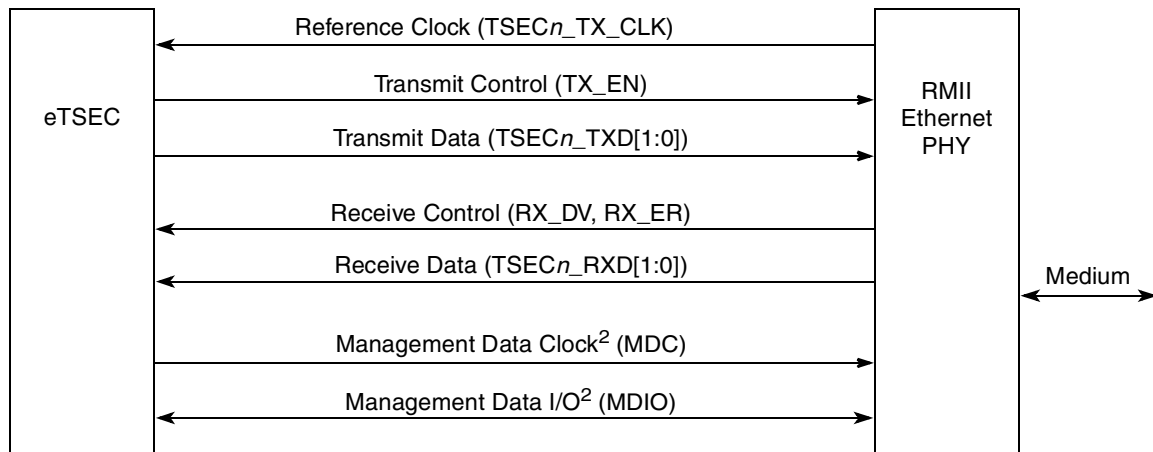 Reference Clock (TSECn_TX_CLK)
Transmit Control (TX_EN)
eTSEC
RMII
Ethernet
PHY
Transmit Data (TSECn_TXD[1:0])
Receive Control (RX_DV, RX_ER)
Receive Data (TSECn_RXD[1:0])
Medium
Management Data Clock² (MDC)
Management Data I/O² (MDIO)